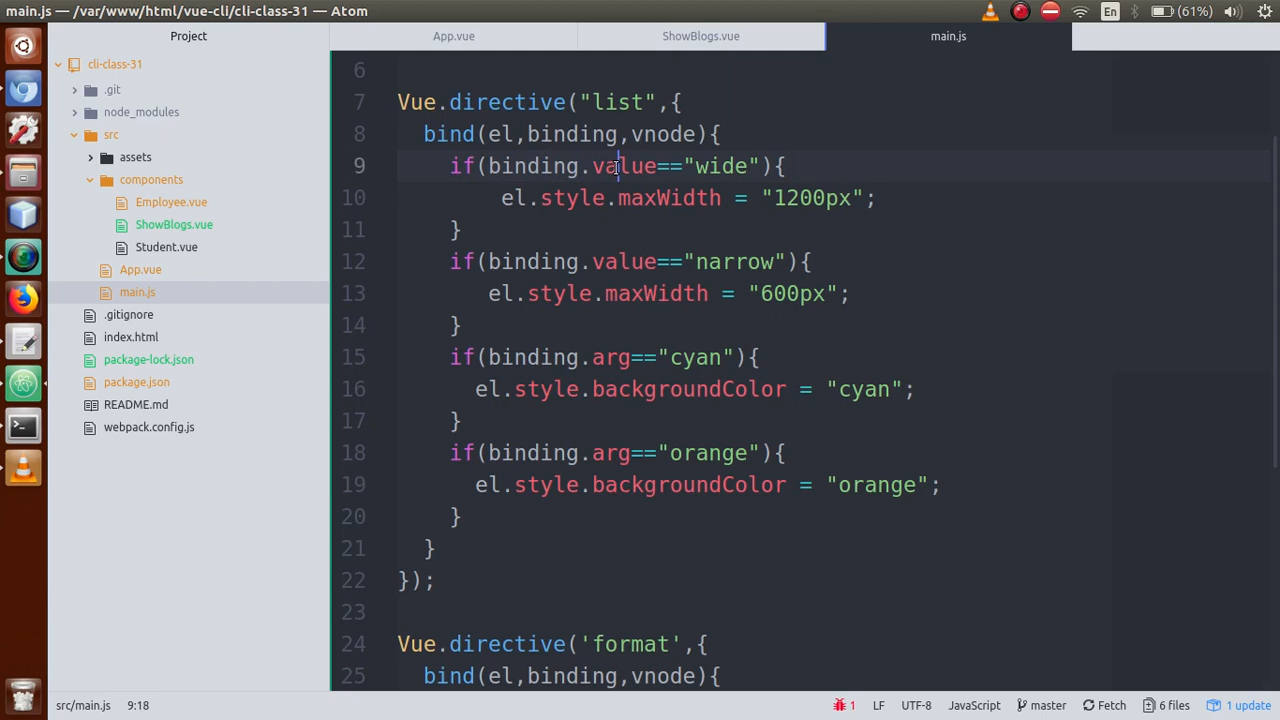 main.js — /var/www/html/vue-cli/cli-class-31 — Atom
En
(61%)
Project
App.vue
ShowBlogs.vue
main.js
cli-class-31
.git
node_modules
src
assets
components
Employee.vue
ShowBlogs.vue
Student.vue
App.vue
main.js
.gitignore
index.html
package-lock.json
package.json
README.md
webpack.config.js
6
7 Vue.directive("list",{
8 bind(el,binding,vnode){
9 if(binding.value=="wide"){
10 el.style.maxWidth = "1200px";
11 }
12 if(binding.value=="narrow"){
13 el.style.maxWidth = "600px";
14 }
15 if(binding.arg=="cyan"){
16 el.style.backgroundColor = "cyan";
17 }
18 if(binding.arg=="orange"){
19 el.style.backgroundColor = "orange";
20 }
21 }
22 });
23
24 Vue.directive('format',{
25 bind(el,binding,vnode){
src/main.js 9:18 1 LF UTF-8 JavaScript master Fetch 6 files 1 update